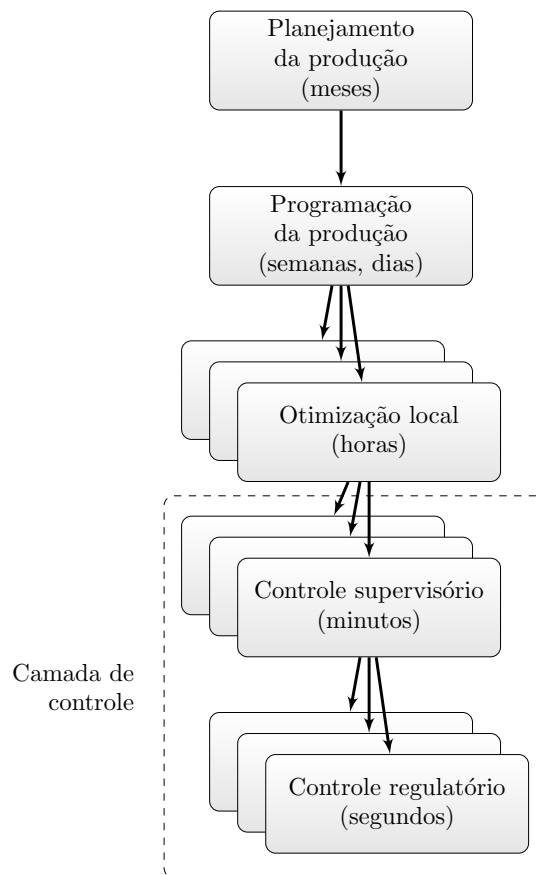 Planejamento
da produção
(meses)
Programação
da produção
(semanas, dias)
Otimização local
(horas)
Controle supervisório
(minutos)
Camada de
controle
Controle regulatório
(segundos)